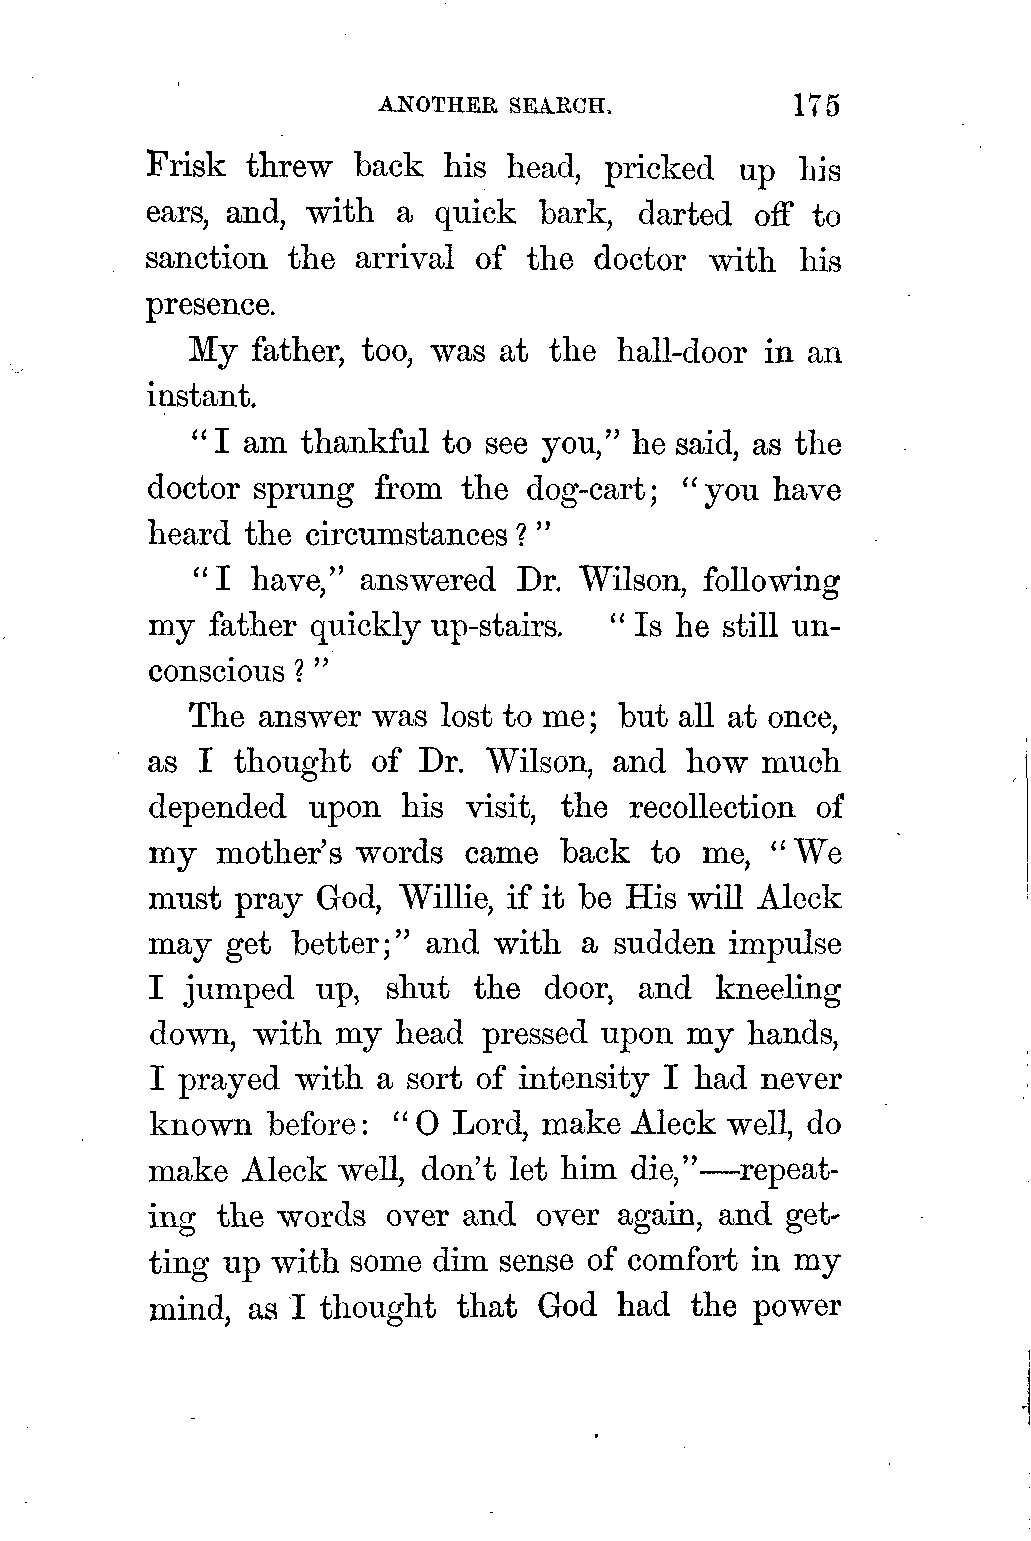 ANOTHER SEARCH. 175
Frisk threw back his head, pricked up his
ears, and, with a quick bark, darted off to
sanction the arrival of the doctor with his
presence.
My father, too, was at the hall-door in an
instant.
"I am thankful to see you," he said, as the
doctor sprung from the dog-cart; "you have
heard the circumstances?"
"I have," answered Dr. Wilson, following
my father quickly up-stairs. "Is he still un-
conscious?"
The answer was lost to me; but all at once,
as I thought of Dr. Wilson, and how much
depended upon his visit, the recollection of
my mother's words came back to me, "We
must pray God, Willie, if it be His will Aleck
may get better;" and with a sudden impulse
I jumped up, shut the door, and kneeling
down, with my head pressed upon my hands,
I prayed with a sort of intensity I had never
known before: "O Lord, make Aleck well, do
make Aleck well, don't let him die,"—repeat-
ing the words over and over again, and get-
ting up with some dim sense of comfort in my
mind, as I thought that God had the power